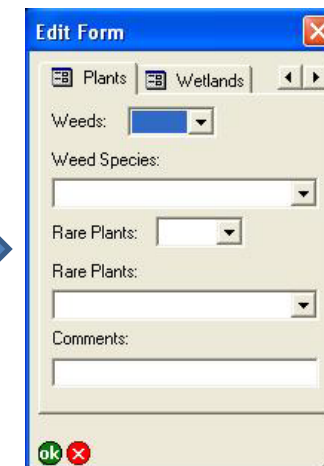 Edit Form
Plants Wetlands
Weeds:
Weed Species:
Rare Plants:
Rare Plants:
Comments:
ok